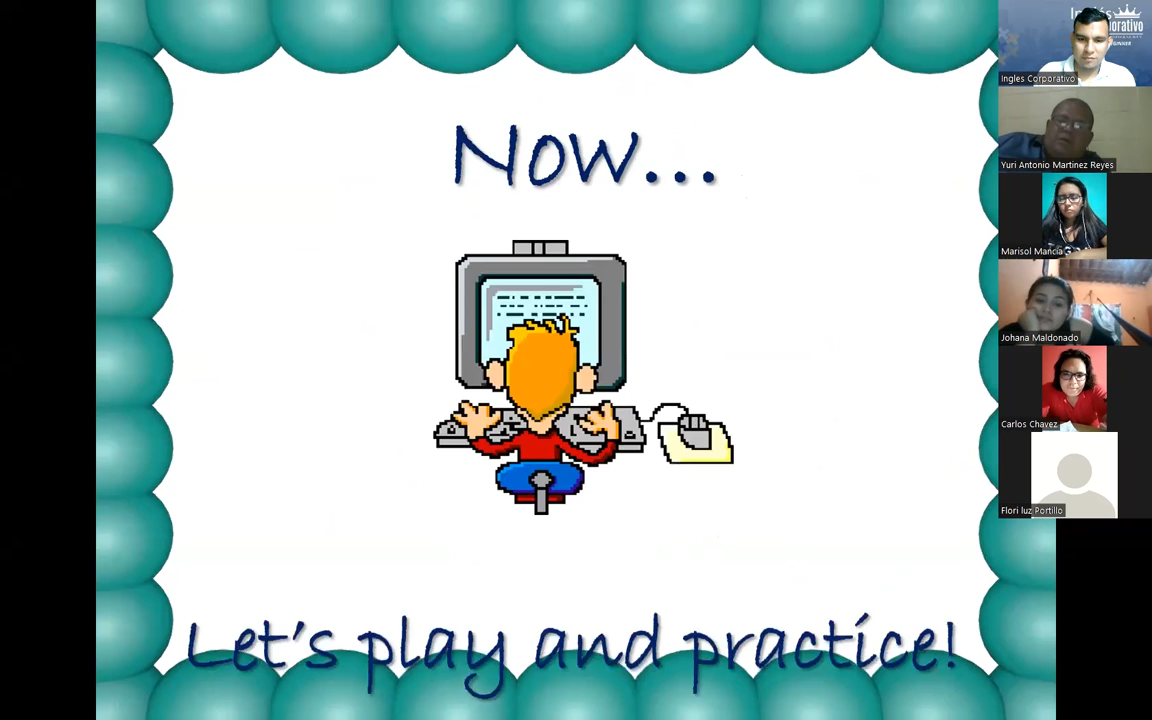 Now...
Let's play and practice!
Ingles Corporativo
Yuri Antonio Martinez Reyes
Marisol Mancia
Johana Maldonado
Carlos Chavez
Flori luz Portillo